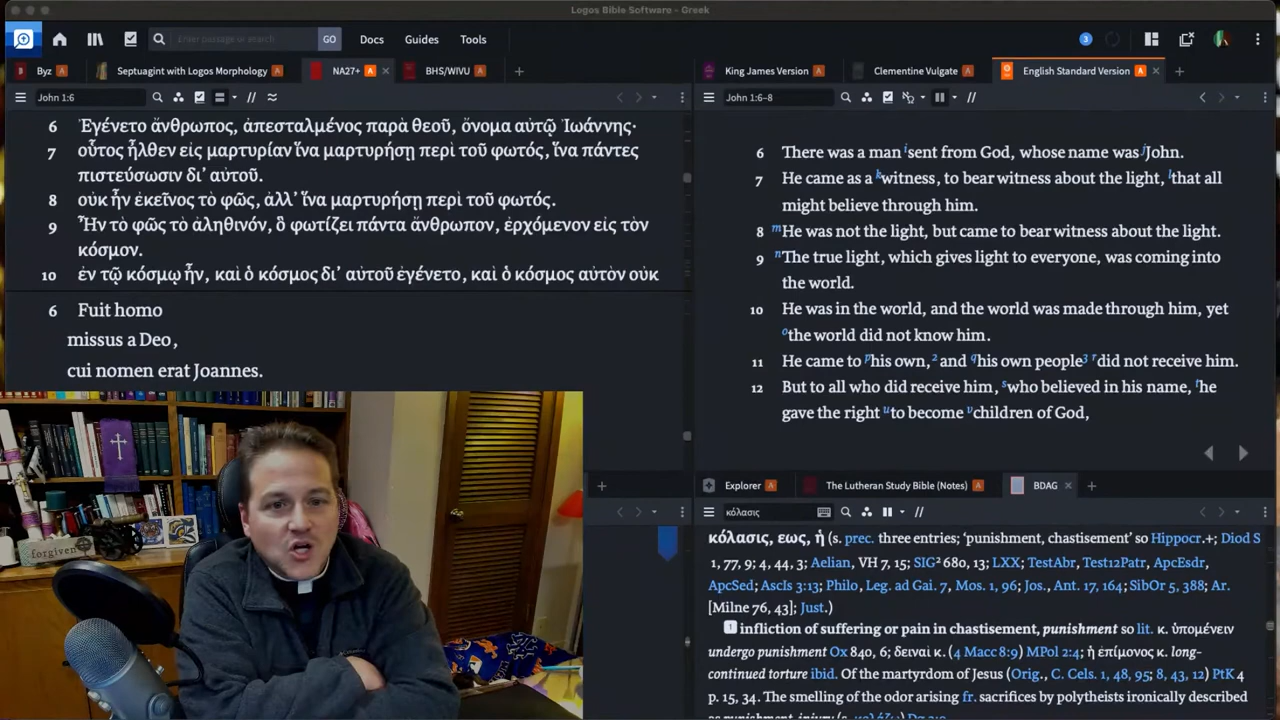 Logos Bible Software - Greek
Enter passage or search GO Docs Guides Tools
3
Byz A Septuagint with Logos Morphology A NA27+ A BHS/WIVU A
John 1:6
6 Ἐγένετο ἄνθρωπος, ἀπεσταλμένος παρὰ θεοῦ, ὄνομα αὐτῷ Ἰωάννης·
7 οὗτος ἦλθεν εἰς μαρτυρίαν ἵνα μαρτυρήσῃ περὶ τοῦ φωτός, ἵνα πάντες
πιστεύσωσιν δι’ αὐτοῦ.
8 οὐκ ἦν ἐκεῖνος τὸ φῶς, ἀλλ’ ἵνα μαρτυρήσῃ περὶ τοῦ φωτός.
9 Ἦν τὸ φῶς τὸ ἀληθινόν, ὃ φωτίζει πάντα ἄνθρωπον, ἐρχόμενον εἰς τὸν
κόσμον.
10 ἐν τῷ κόσμῳ ἦν, καὶ ὁ κόσμος δι’ αὐτοῦ ἐγένετο, καὶ ὁ κόσμος αὐτὸν οὐκ
6 Fuit homo
missus a Deo,
cui nomen erat Joannes.
forgiven
King James Version A Clementine Vulgate A English Standard Version A
John 1:6–8
6 There was a man i sent from God, whose name was j John.
7 He came as a k witness, to bear witness about the light, l that all
might believe through him.
8 m He was not the light, but came to bear witness about the light.
9 n The true light, which gives light to everyone, was coming into
the world.
10 He was in the world, and the world was made through him, yet
o the world did not know him.
11 He came to p his own, 2 and q his own people 3 r did not receive him.
12 But to all who did receive him, s who believed in his name, t he
gave the right u to become v children of God,
Explorer A The Lutheran Study Bible (Notes) A BDAG
κόλασις
κόλασις, εως, ἡ (s. prec. three entries; ‘punishment, chastisement’ so Hippocr.+; Diod S
1, 77, 9; 4, 44, 3; Aelian, VH 7, 15; SIG² 680, 13; LXX; TestAbr, Test12Patr, ApcEsdr,
ApcSed; AscIs 3:13; Philo, Leg. ad Gai. 7, Mos. 1, 96; Jos., Ant. 17, 164; SibOr 5, 388; Ar.
[Milne 76, 43]; Just.)
1 infliction of suffering or pain in chastisement, punishment so lit. κ. ὑπομένειν
undergo punishment Ox 840, 6; δειναὶ κ. (4 Macc 8:9) MPol 2:4; ἡ ἐπίμονος κ. long-
continued torture ibid. Of the martyrdom of Jesus (Orig., C. Cels. 1, 48, 95; 8, 43, 12) PtK 4
p. 15, 34. The smelling of the odor arising fr. sacrifices by polytheists ironically described